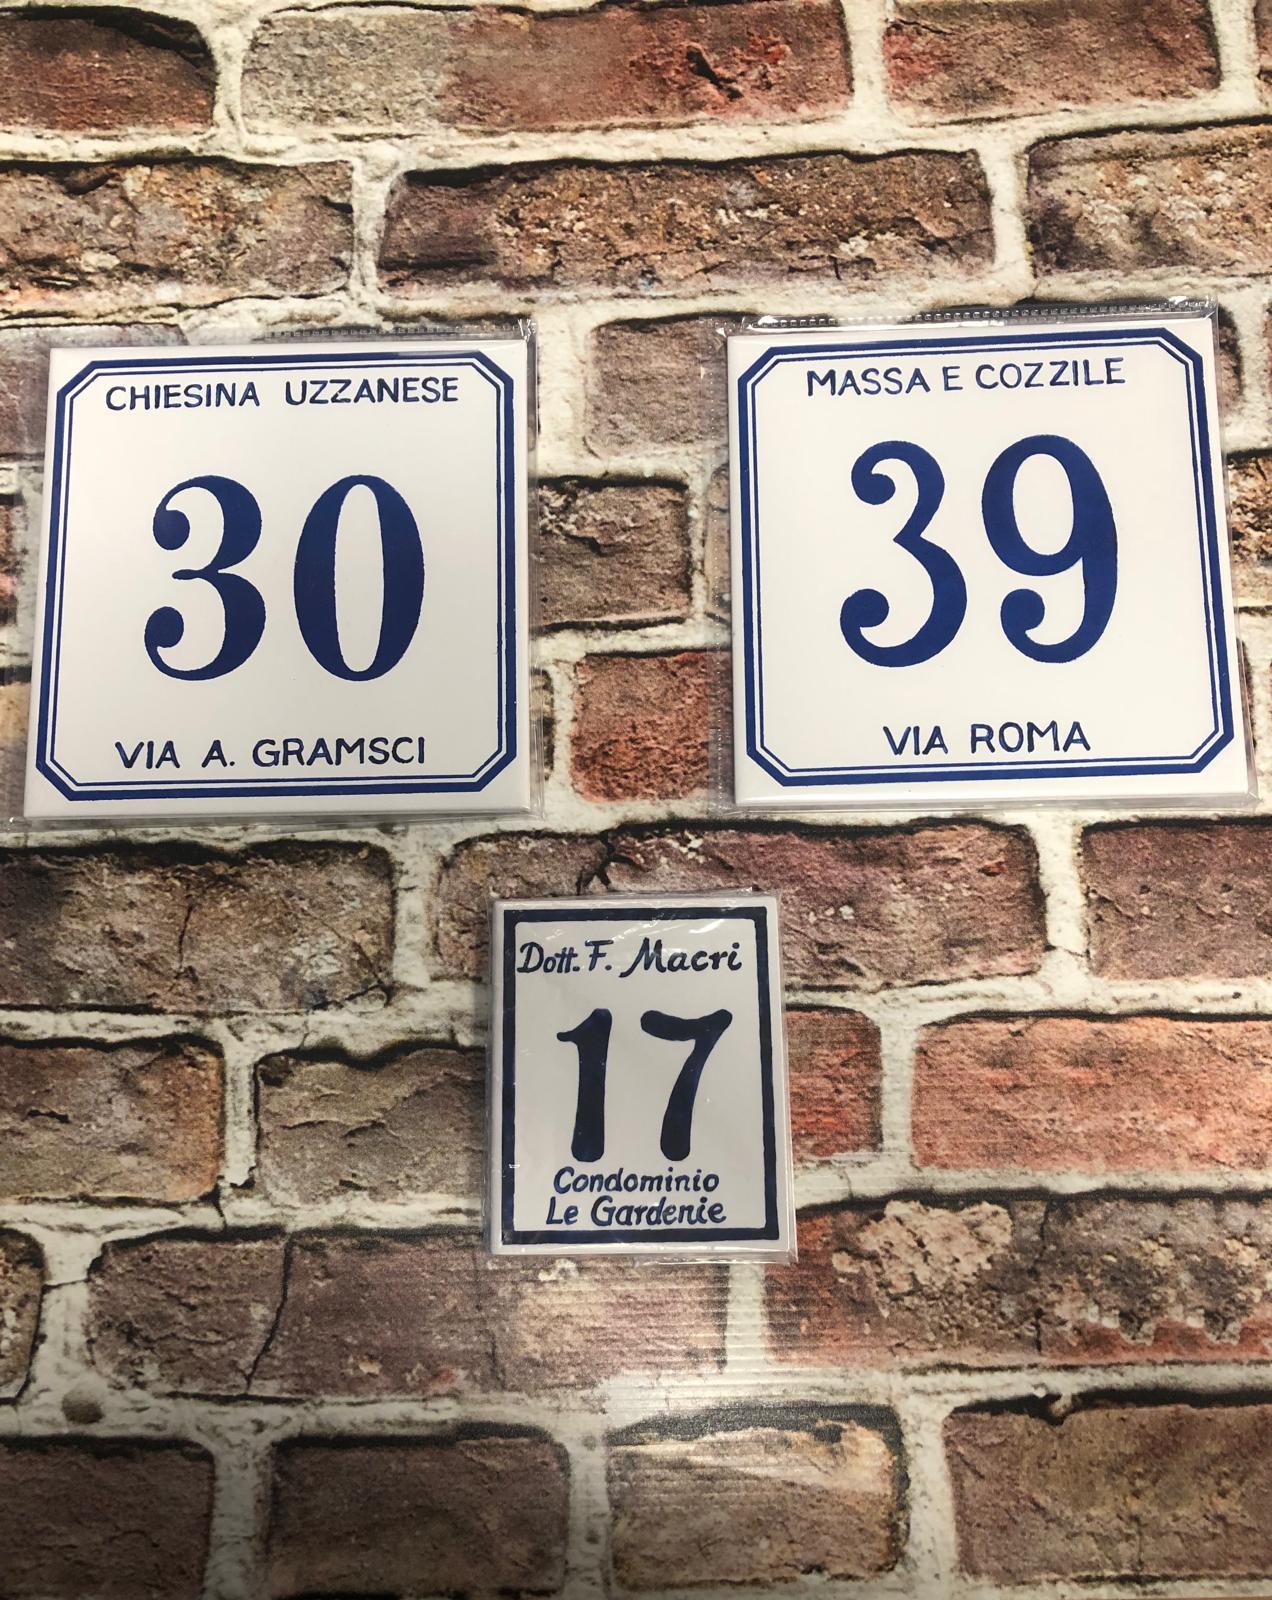 CHIESINA UZZANESE
30
VIA A. GRAMSCI
MASSA E COZZILE
39
VIA ROMA
Dott. F. Macri
17
Condominio
Le Gardenie